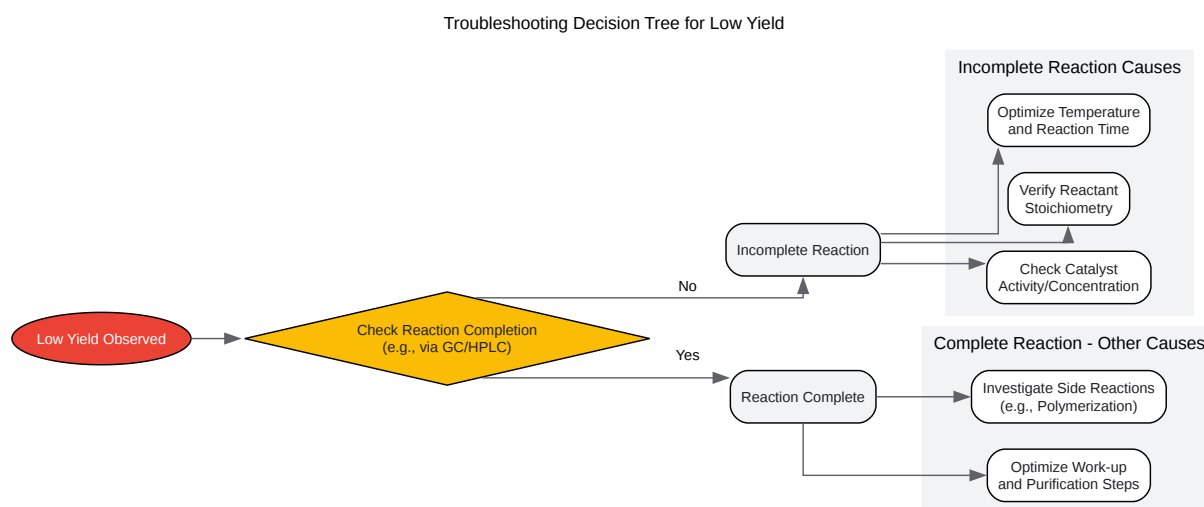 Troubleshooting Decision Tree for Low Yield
Incomplete Reaction Causes
Optimize Temperature
and Reaction Time
Verify Reactant
Stoichiometry
Incomplete Reaction
Check Catalyst
Activity/Concentration
No
Check Reaction Completion
(e.g., via GC/HPLC)
Low Yield Observed
Complete Reaction - Other Causes
Yes
Investigate Side Reactions
(e.g., Polymerization)
Reaction Complete
Optimize Work-up
and Purification Steps